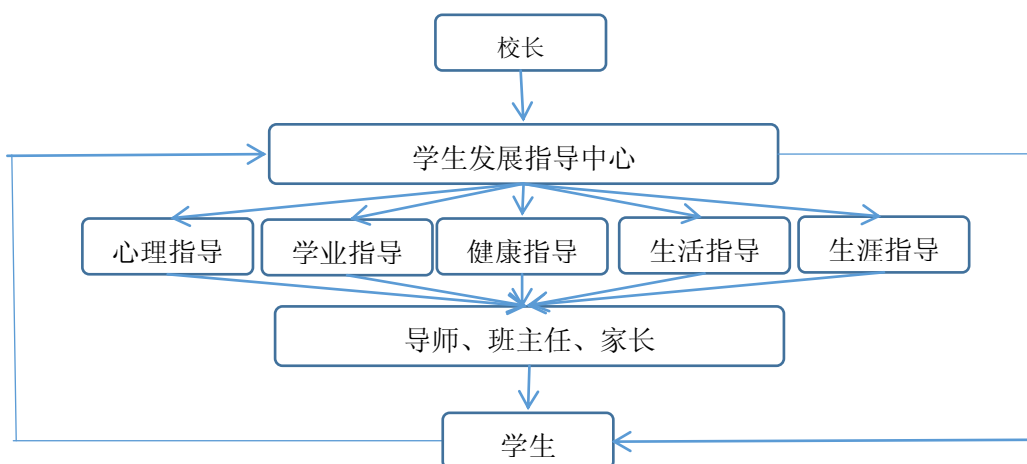 校长
学生发展指导中心
心理指导
学业指导
健康指导
生活指导
生涯指导
导师、班主任、家长
学生